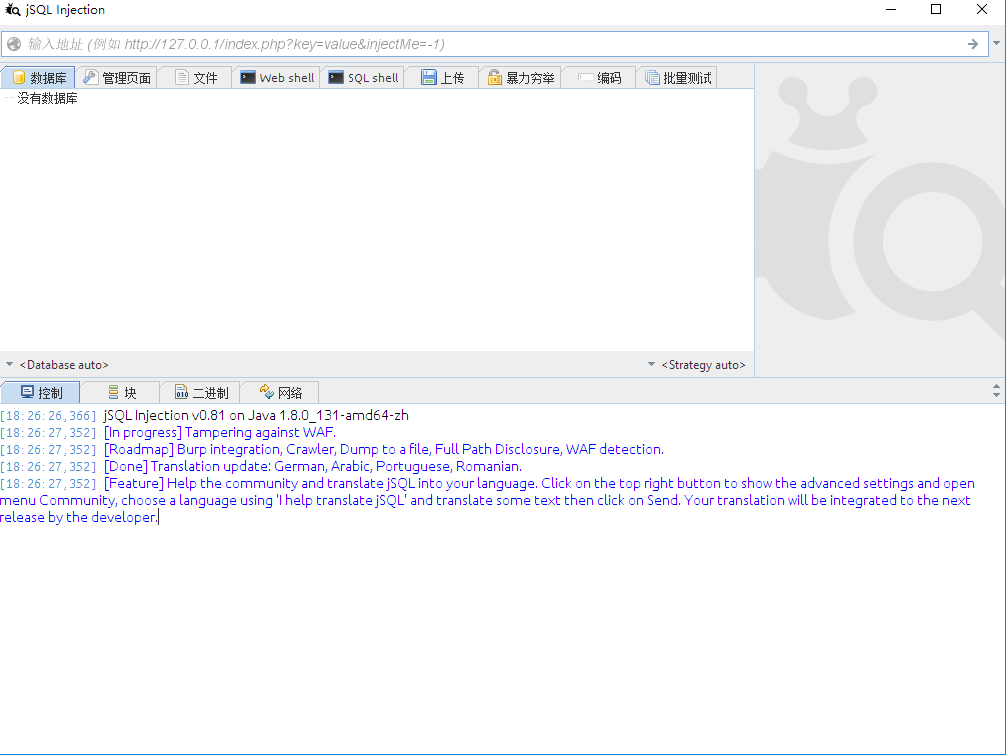 jSQL Injection
输入地址 (例如 http://127.0.0.1/index.php?key=value&injectMe=-1)
数据库 管理页面 文件 Web shell SQL shell 上传 暴力穷举 编码 批量测试
没有数据库
<Database auto> <Strategy auto>
控制 块 二进制 网络
[18:26:26,366] jSQL Injection v0.81 on Java 1.8.0_131-amd64-zh
[18:26:27,352] [In progress] Tampering against WAF.
[18:26:27,352] [Roadmap] Burp integration, Crawler, Dump to a file, Full Path Disclosure, WAF detection.
[18:26:27,352] [Done] Translation update: German, Arabic, Portuguese, Romanian.
[18:26:27,352] [Feature] Help the community and translate jSQL into your language. Click on the top right button to show the advanced settings and open
menu Community, choose a language using 'I help translate jSQL' and translate some text then click on Send. Your translation will be integrated to the next
release by the developer.